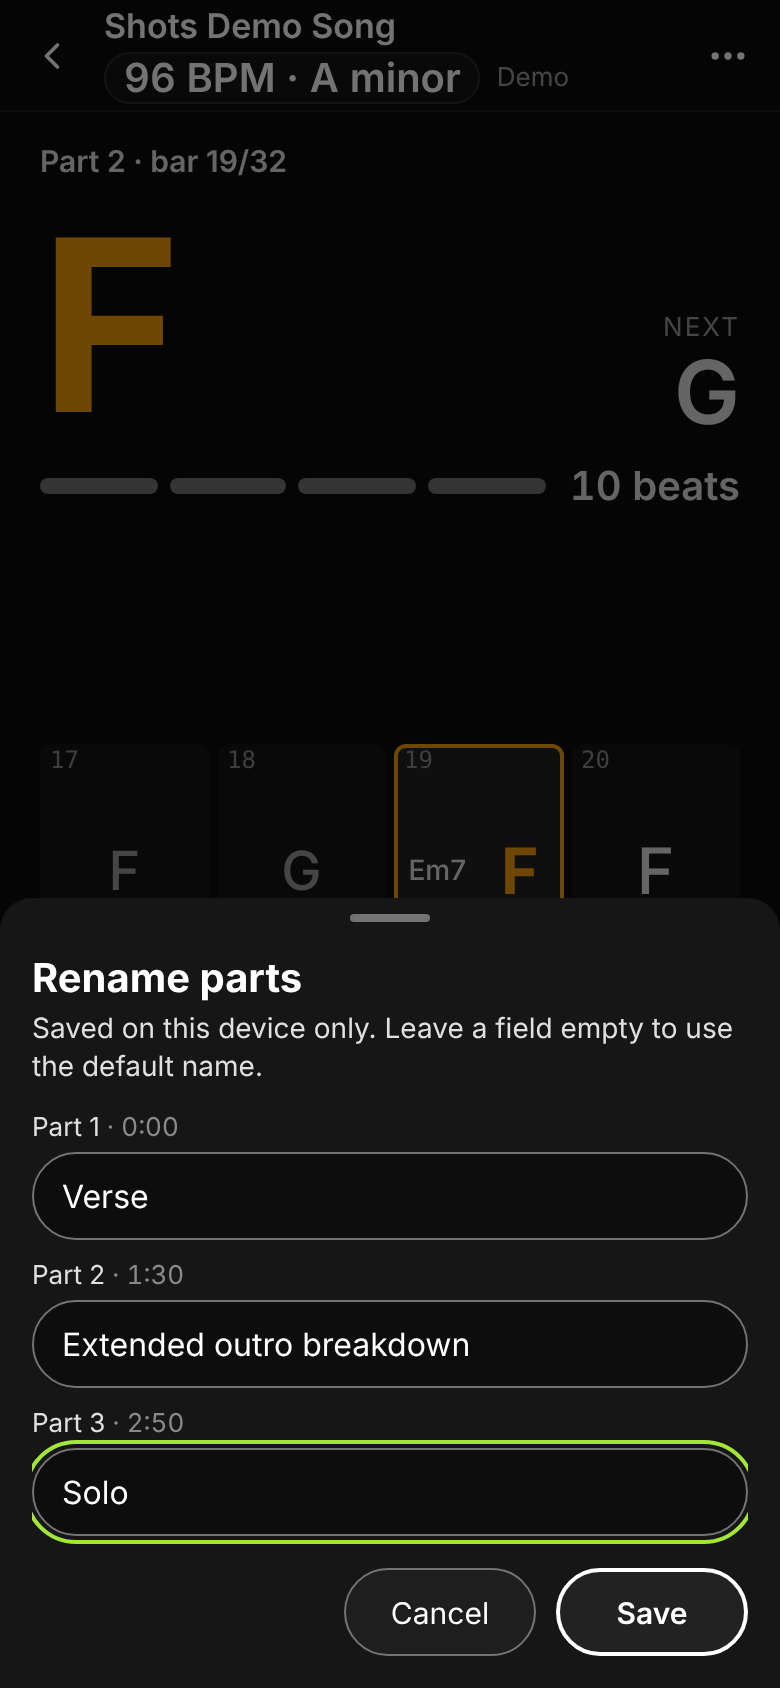 Shots Demo Song
96 BPM · A minor Demo
Part 2 · bar 19/32
F
NEXT
G
10 beats
17 18 19 20
F G Em7 F F
Rename parts
Saved on this device only. Leave a field empty to use
the default name.
Part 1 · 0:00
Verse
Part 2 · 1:30
Extended outro breakdown
Part 3 · 2:50
Solo
Cancel Save